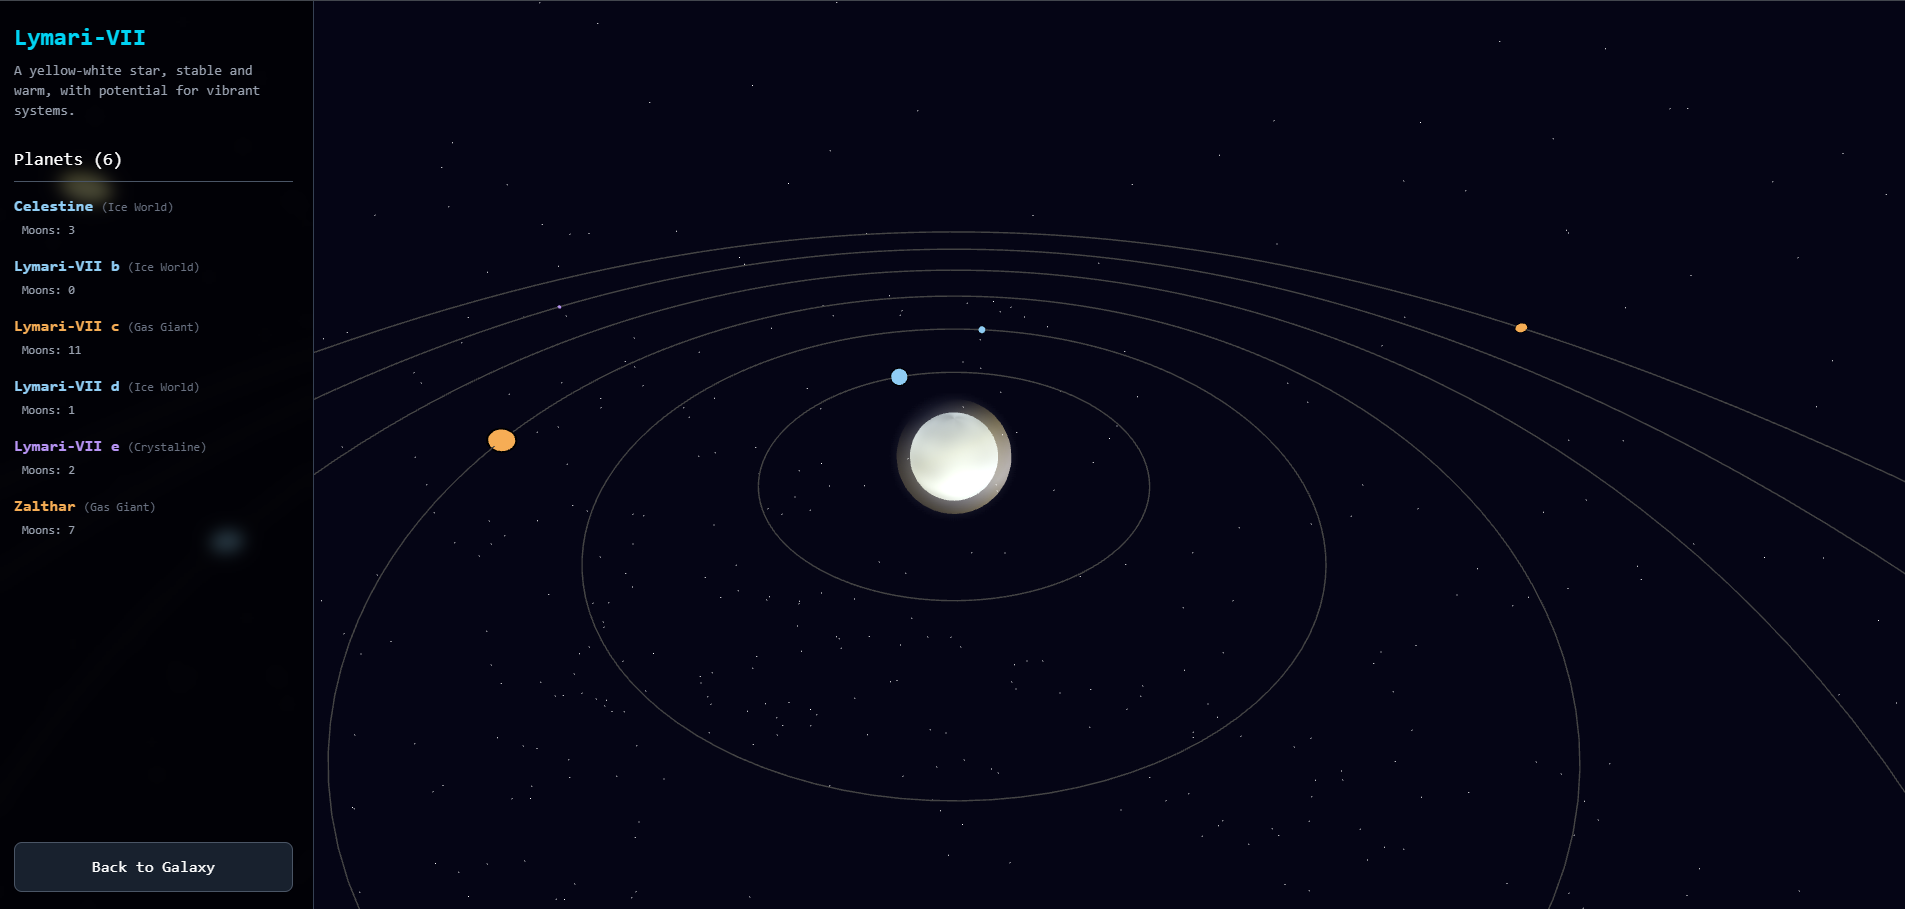 Lymari-VII
A yellow-white star, stable and
warm, with potential for vibrant
systems.
Planets (6)
Celestine (Ice World)
Moons: 3
Lymari-VII b (Ice World)
Moons: 0
Lymari-VII c (Gas Giant)
Moons: 11
Lymari-VII d (Ice World)
Moons: 1
Lymari-VII e (Crystaline)
Moons: 2
Zalthar (Gas Giant)
Moons: 7
Back to Galaxy